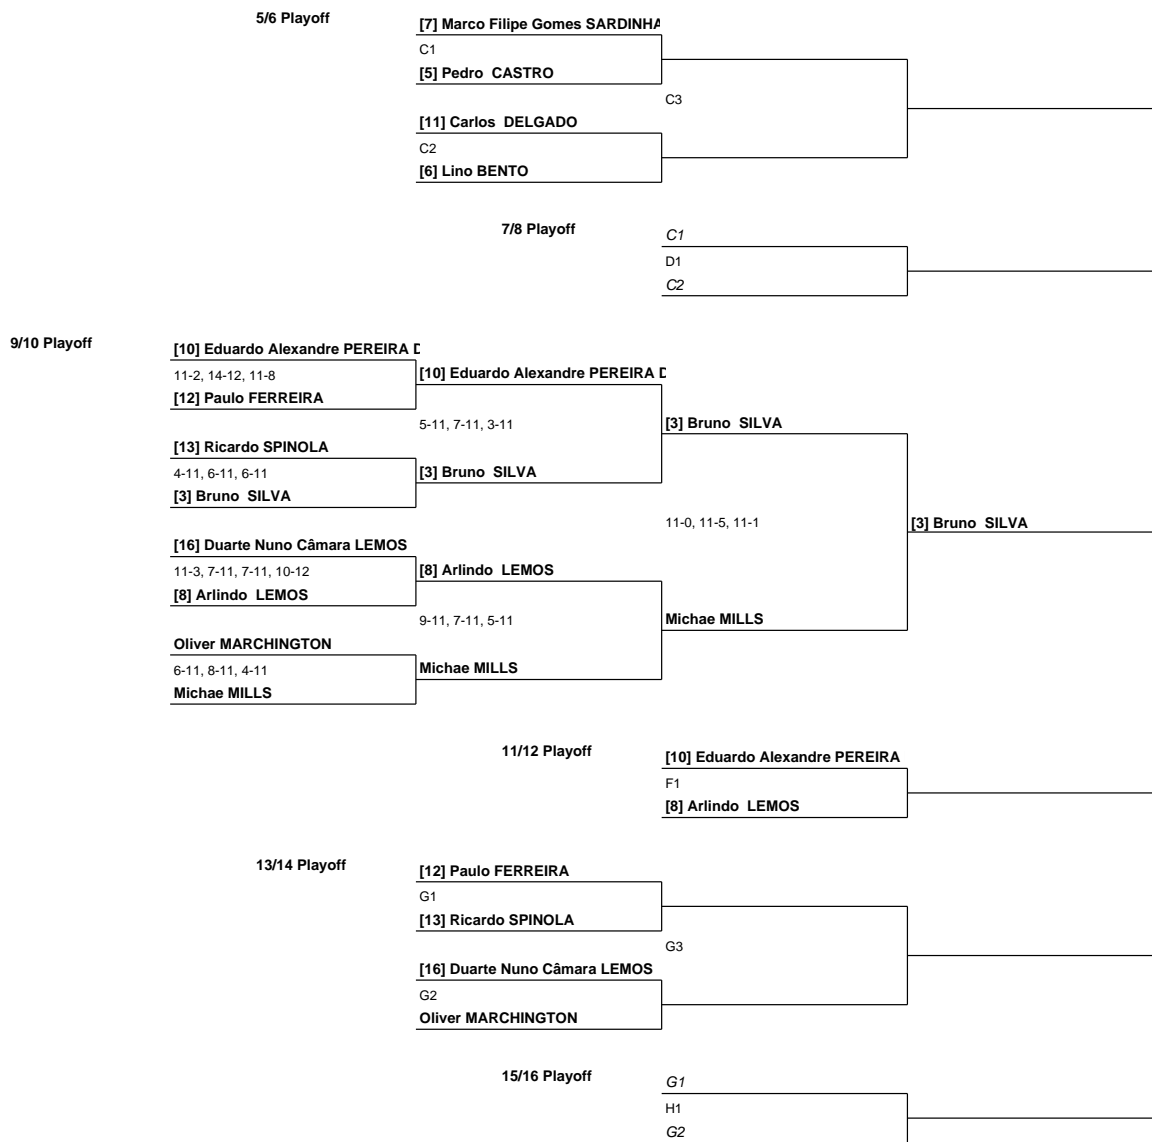 5/6 Playoff
[7] Marco Filipe Gomes SARDINHA
C1
[5] Pedro CASTRO
C3
[11] Carlos DELGADO
C2
[6] Lino BENTO
7/8 Playoff
C1
D1
C2
9/10 Playoff
[10] Eduardo Alexandre PEREIRA D
11-2, 14-12, 11-8
[10] Eduardo Alexandre PEREIRA D
[12] Paulo FERREIRA
5-11, 7-11, 3-11
[3] Bruno SILVA
[13] Ricardo SPINOLA
4-11, 6-11, 6-11
[3] Bruno SILVA
[3] Bruno SILVA
11-0, 11-5, 11-1
[3] Bruno SILVA
[16] Duarte Nuno Câmara LEMOS
11-3, 7-11, 7-11, 10-12
[8] Arlindo LEMOS
[8] Arlindo LEMOS
9-11, 7-11, 5-11
Michae MILLS
Oliver MARCHINGTON
6-11, 8-11, 4-11
Michae MILLS
Michae MILLS
11/12 Playoff
[10] Eduardo Alexandre PEREIRA
F1
[8] Arlindo LEMOS
13/14 Playoff
[12] Paulo FERREIRA
G1
[13] Ricardo SPINOLA
G3
[16] Duarte Nuno Câmara LEMOS
G2
Oliver MARCHINGTON
15/16 Playoff
G1
H1
G2